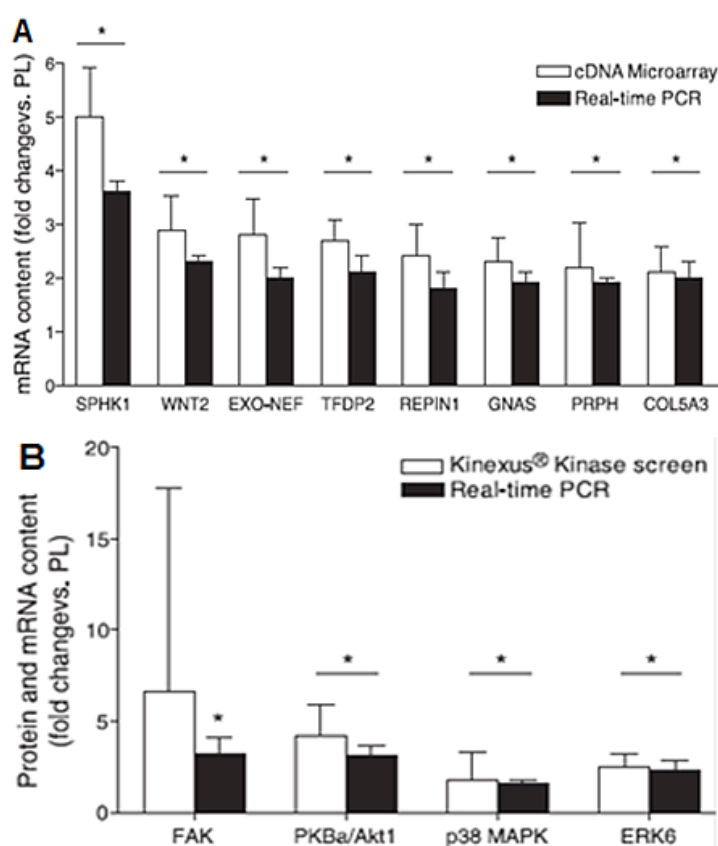 A
*
6
cDNA Microarray
Real-time PCR
5
4
* * * * * * *
3
2
1
0
mRNA content (fold changevs. PL)
SPHK1 WNT2 EXO-NEF TFDP2 REPIN1 GNAS PRPH COL5A3
B
20
Kinexus® Kinase screen
Real-time PCR
15
10
* * *
5
*
0
Protein and mRNA content
(fold changevs. PL)
FAK PKBa/Akt1 p38 MAPK ERK6